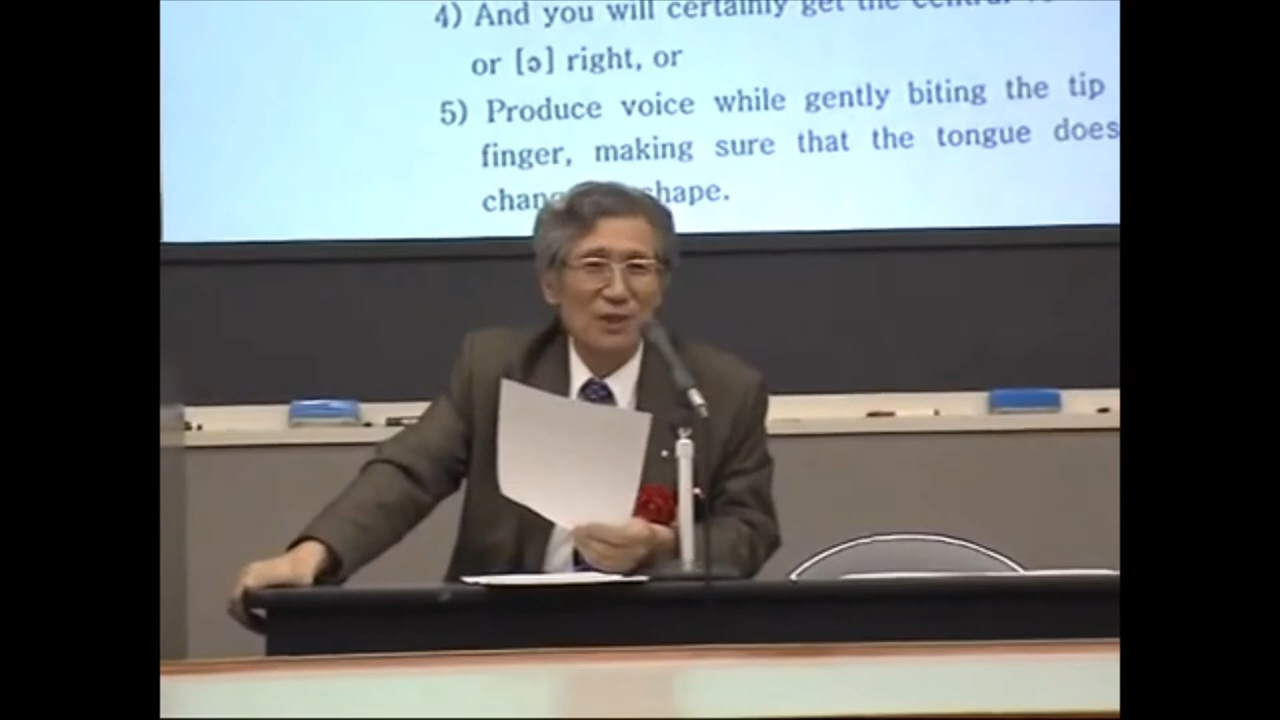 4) And you will certainly get the central
or [ə] right, or
5) Produce voice while gently biting the tip
finger, making sure that the tongue does
shape.